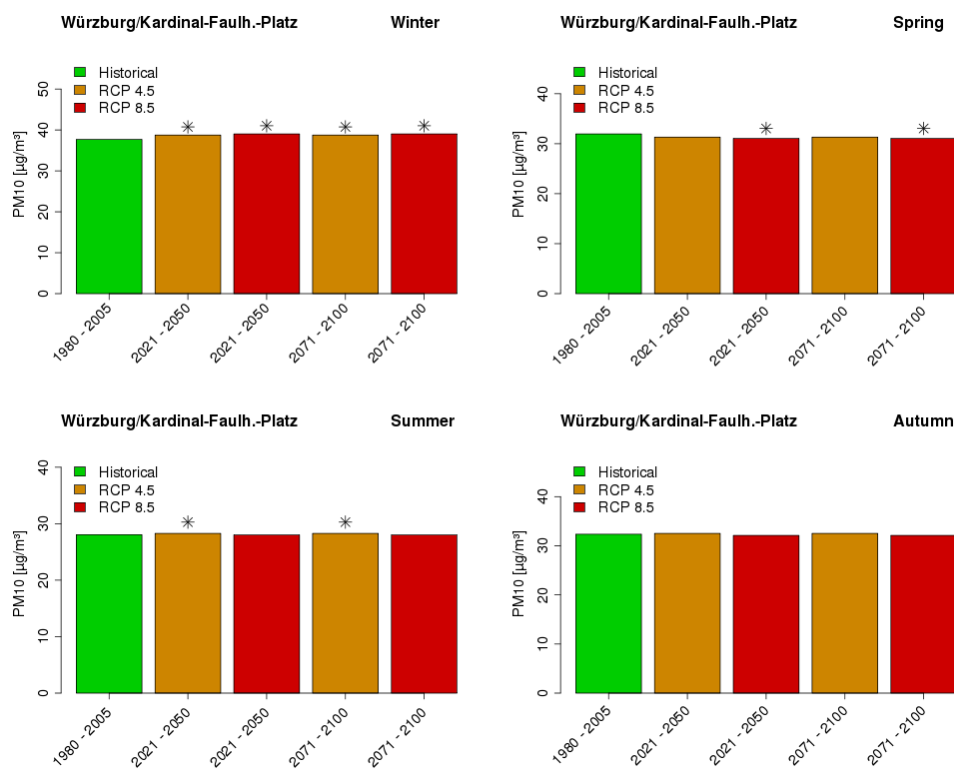 Würzburg/Kardinal-Faulh.-Platz Winter
Historical
RCP 4.5
RCP 8.5
PM10 [µg/m³]
50
40
30
20
10
0
1980 - 2005
2021 - 2050
2021 - 2050
2071 - 2100
2071 - 2100
Würzburg/Kardinal-Faulh.-Platz Spring
Historical
RCP 4.5
RCP 8.5
PM10 [µg/m³]
40
30
20
10
0
1980 - 2005
2021 - 2050
2021 - 2050
2071 - 2100
2071 - 2100
Würzburg/Kardinal-Faulh.-Platz Summer
Historical
RCP 4.5
RCP 8.5
PM10 [µg/m³]
40
30
20
10
0
1980 - 2005
2021 - 2050
2021 - 2050
2071 - 2100
2071 - 2100
Würzburg/Kardinal-Faulh.-Platz Autumn
Historical
RCP 4.5
RCP 8.5
PM10 [µg/m³]
40
30
20
10
0
1980 - 2005
2021 - 2050
2021 - 2050
2071 - 2100
2071 - 2100